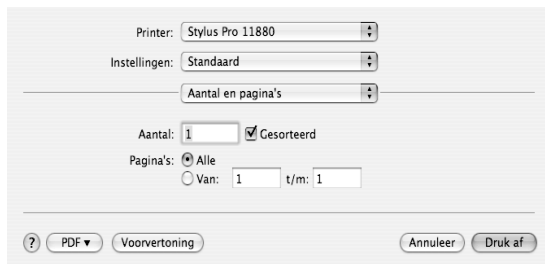 Printer: Stylus Pro 11880
Instellingen: Standaard
Aantal en pagina's
Aantal: 1 Gesorteerd
Pagina's: Alle
Van: 1 t/m: 1
? PDF ▼ Voorvertoning Annuleer Druk af